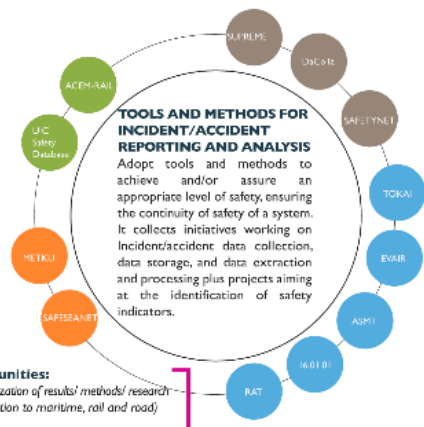 SUPREME
DaCoTa
SAFETYNET
TOKAI
EVAIR
ASMT
16.01.01
RAT
SAFESEANET
METKU
UIC
Safety
Database
ACEM-RAIL
TOOLS AND METHODS FOR
INCIDENT/ACCIDENT
REPORTING AND ANALYSIS
Adopt tools and methods to
achieve and/or assure an
appropriate level of safety, ensuring
the continuity of safety of a system.
It collects initiatives working on
Incident/accident data collection,
data storage, and data extraction
and processing plus projects aiming
at the identification of safety
indicators.
unities:
zation of results/ methods/ research
tion to maritime, rail and road)